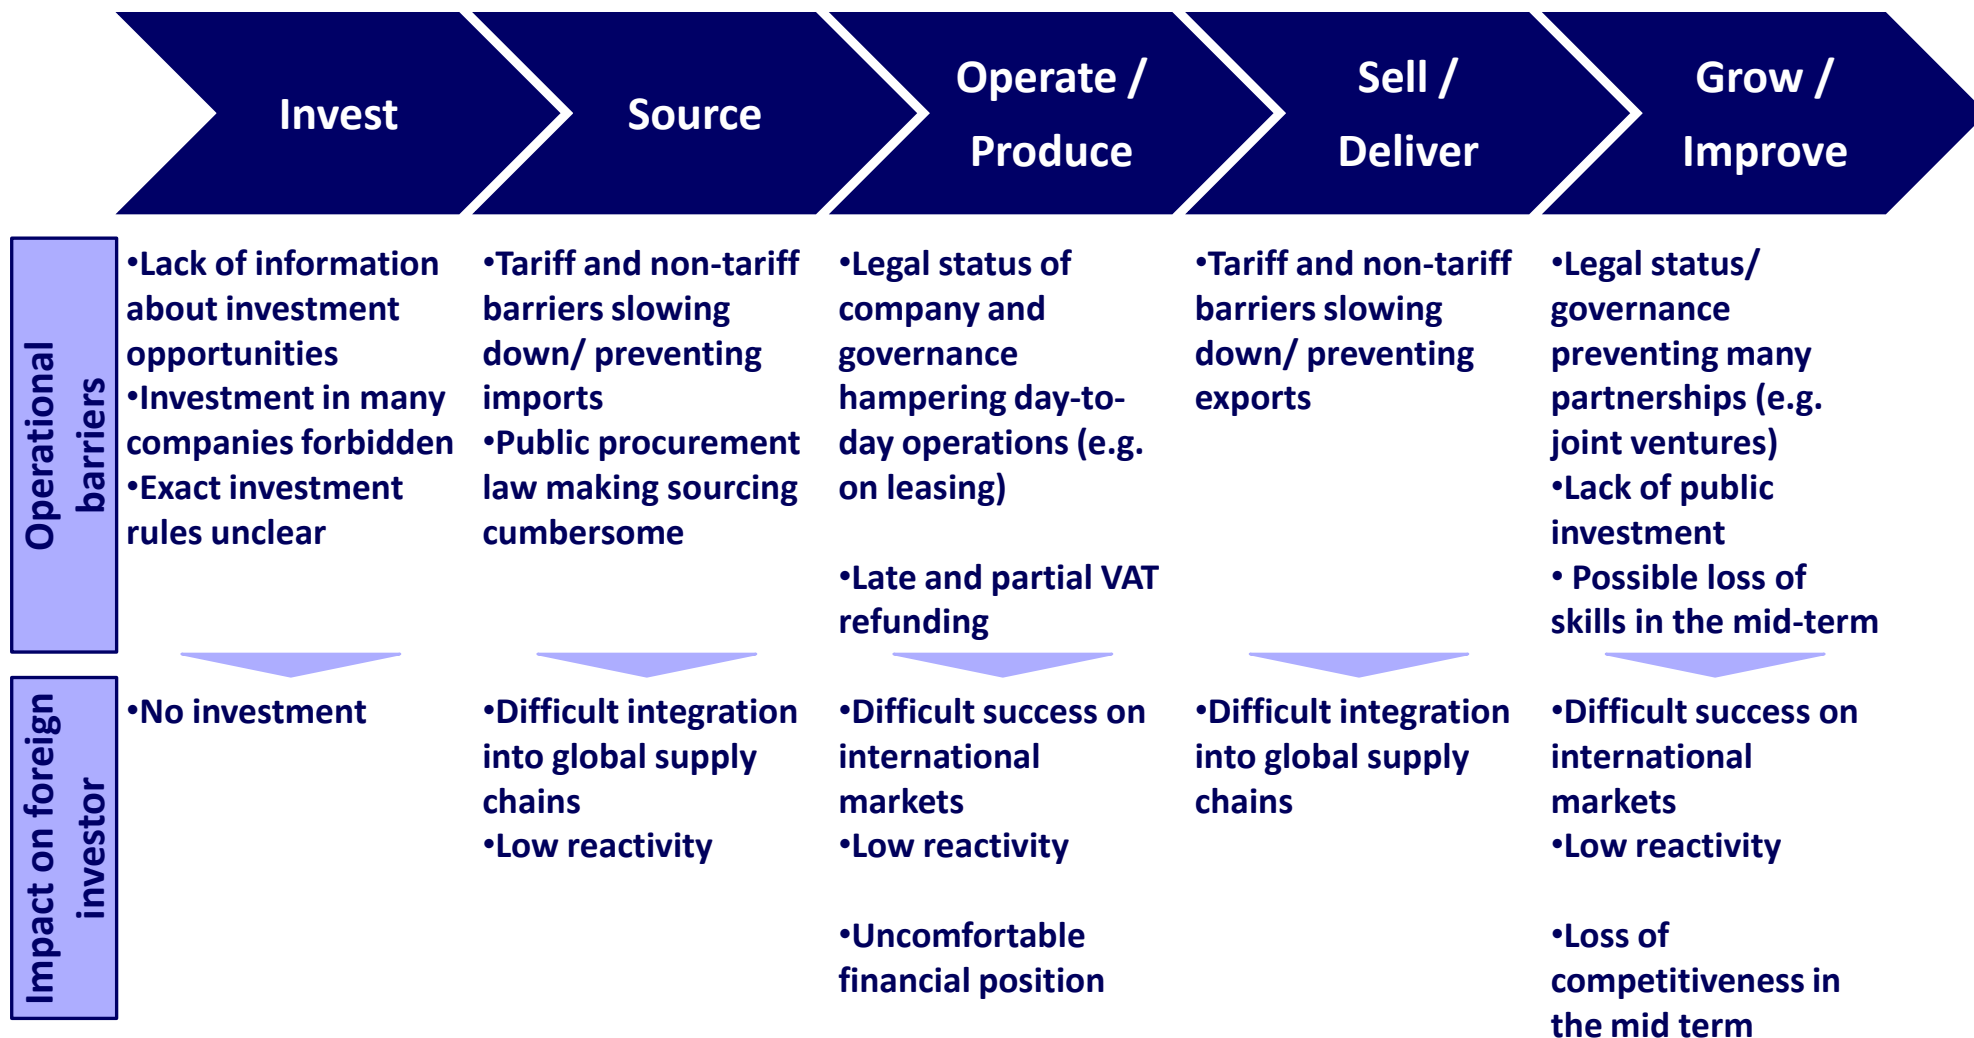 Invest
Source
Operate /
Produce
Sell /
Deliver
Grow /
Improve
Operational
barriers
•Lack of information
about investment
opportunities
•Investment in many
companies forbidden
•Exact investment
rules unclear
•Tariff and non-tariff
barriers slowing
down/ preventing
imports
•Public procurement
law making sourcing
cumbersome
•Legal status of
company and
governance
hampering day-to-
day operations (e.g.
on leasing)
•Late and partial VAT
refunding
•Tariff and non-tariff
barriers slowing
down/ preventing
exports
•Legal status/
governance
preventing many
partnerships (e.g.
joint ventures)
•Lack of public
investment
• Possible loss of
skills in the mid-term
Impact on foreign
investor
•No investment
•Difficult integration
into global supply
chains
•Low reactivity
•Difficult success on
international
markets
•Low reactivity
•Uncomfortable
financial position
•Difficult integration
into global supply
chains
•Difficult success on
international
markets
•Low reactivity
•Loss of
competitiveness in
the mid term